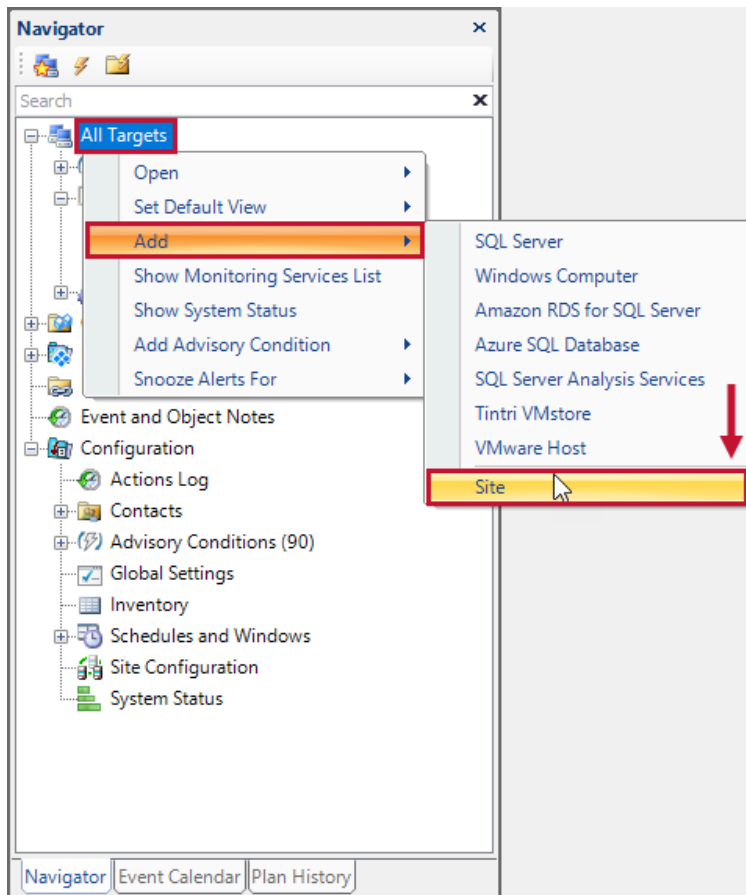 Navigator
Search
All Targets
Open
Set Default View
Add
Show Monitoring Services List
Show System Status
Add Advisory Condition
Snooze Alerts For
SQL Server
Windows Computer
Amazon RDS for SQL Server
Azure SQL Database
SQL Server Analysis Services
Tintri VMstore
VMware Host
Site
Event and Object Notes
Configuration
Actions Log
Contacts
Advisory Conditions (90)
Global Settings
Inventory
Schedules and Windows
Site Configuration
System Status
Navigator Event Calendar Plan History